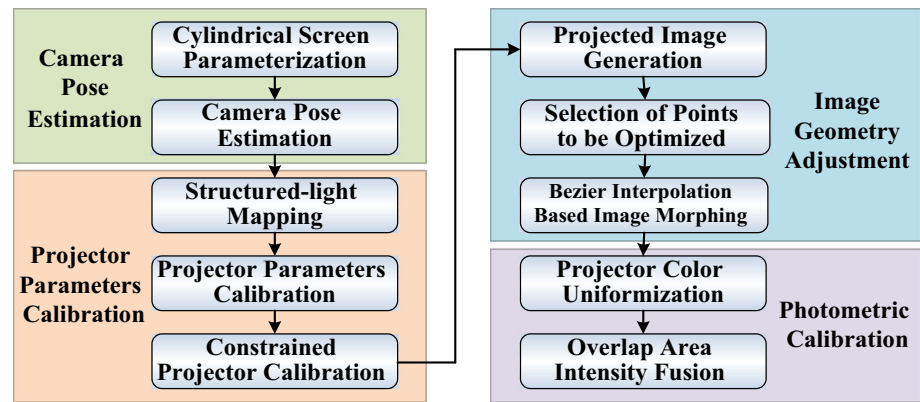 Camera
Pose
Estimation
Cylindrical Screen
Parameterization
Camera Pose
Estimation
Projector
Parameters
Calibration
Structured-light
Mapping
Projector Parameters
Calibration
Constrained
Projector Calibration
Projected Image
Generation
Selection of Points
to be Optimized
Bezier Interpolation
Based Image Morphing
Image
Geometry
Adjustment
Projector Color
Uniformization
Overlap Area
Intensity Fusion
Photometric
Calibration